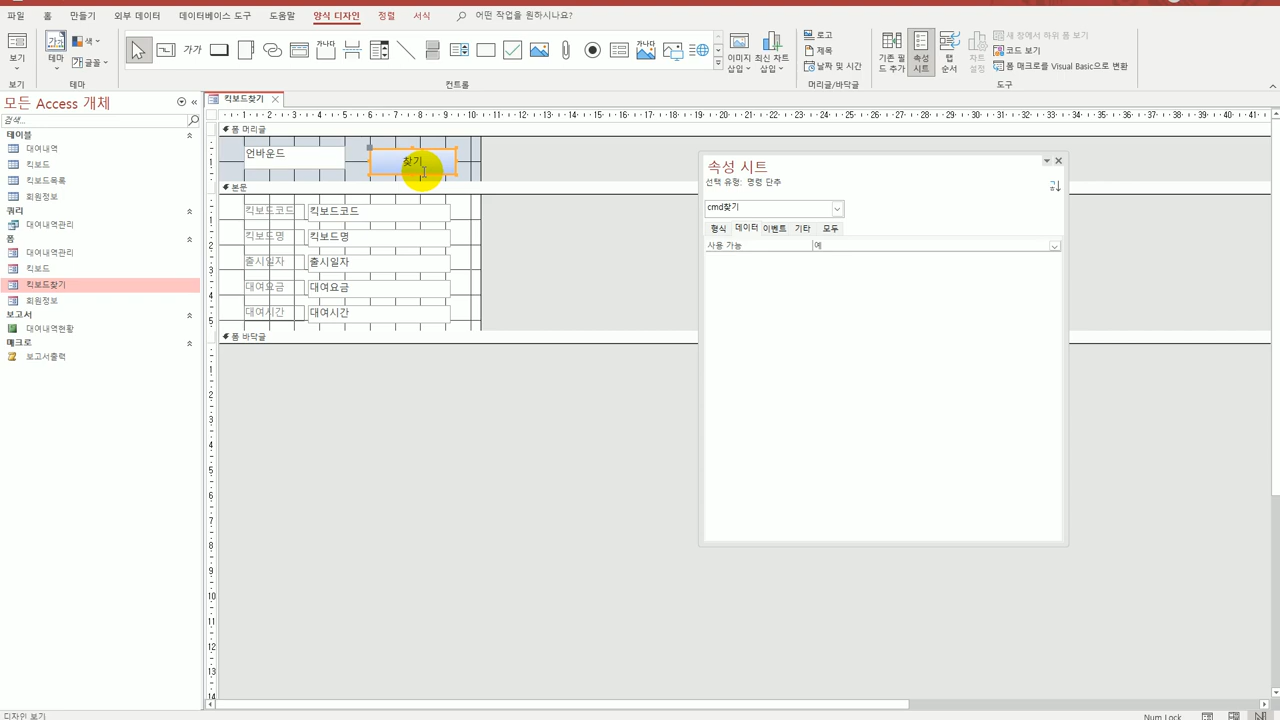 파일 홈 만들기 외부 데이터 데이터베이스 도구 도움말 양식 디자인 정렬 서식 어떤 작업을 원하시나요?
보기
보기
테마
색
글꼴
테마
가가
가나다
가나다
컨트롤
이미지 삽입
최신 차트 삽입
로고
제목
날짜 및 시간
머리글/바닥글
기존 필드 추가
속성 시트
탭 순서
차트 설정
새 창에서 하위 폼 보기
코드 보기
폼 매크로를 Visual Basic으로 변환
도구
모든 Access 개체
검색...
테이블
대여내역
킥보드
킥보드목록
회원정보
쿼리
대여내역관리
폼
대여내역관리
킥보드
킥보드찾기
회원정보
보고서
대여내역현황
매크로
보고서출력
킥보드찾기
폼 머리글
언바운드 찾기
본문
킥보드코드 킥보드코드
킥보드명 킥보드명
출시일자 출시일자
대여요금 대여요금
대여시간 대여시간
폼 바닥글
속성 시트
선택 유형: 명령 단추
cmd찾기
형식 데이터 이벤트 기타 모두
사용 가능 예
디자인 보기 Num Lock